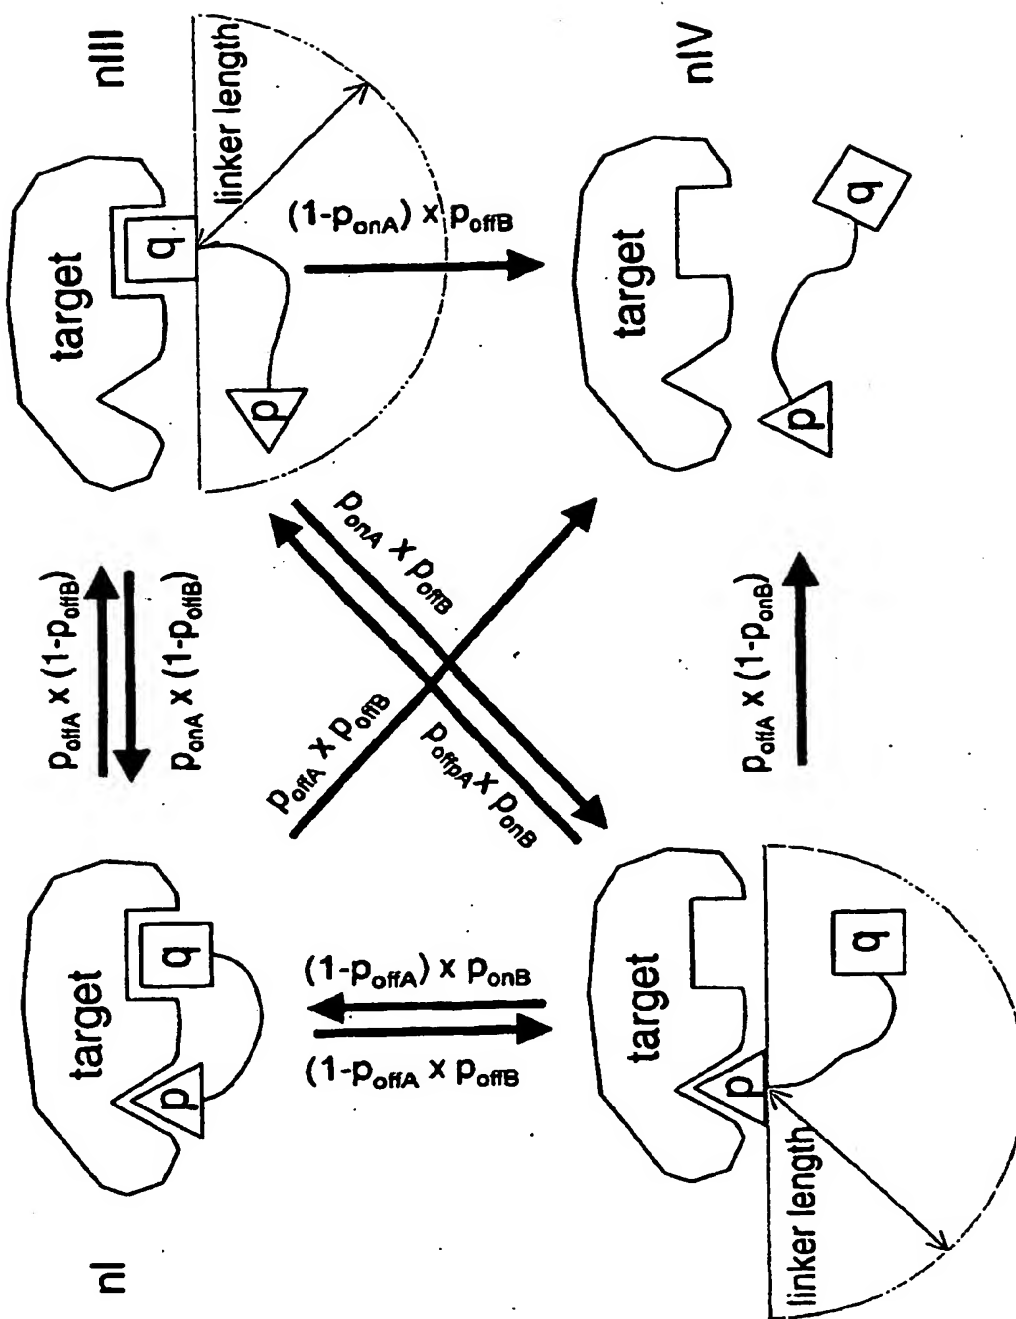 nI
target
p
q
p_offA x (1-p_offB)
p_onA x (1-p_offB)
nIII
target
q
p
linker length
(1-p_offA) x p_onB
(1-p_offA x p_offB
p_offA x p_offB
p_offpA x p_onB
p_onA x p_offB
(1-p_onA) x p_offB
target
p
q
linker length
p_offA x (1-p_onB)
nIV
target
p
q